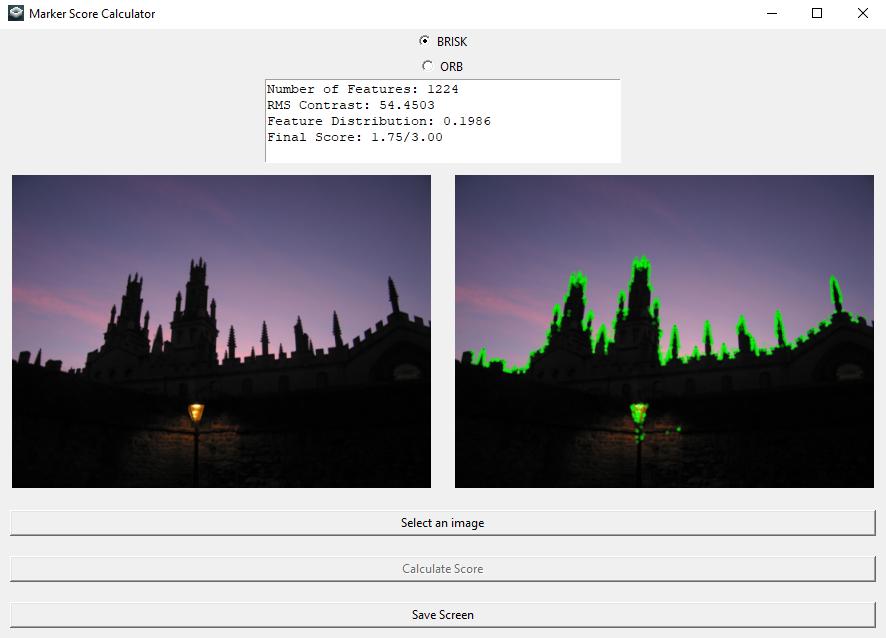 Marker Score Calculator
BRISK
ORB
Number of Features: 1224
RMS Contrast: 54.4503
Feature Distribution: 0.1986
Final Score: 1.75/3.00
Select an image
Calculate Score
Save Screen